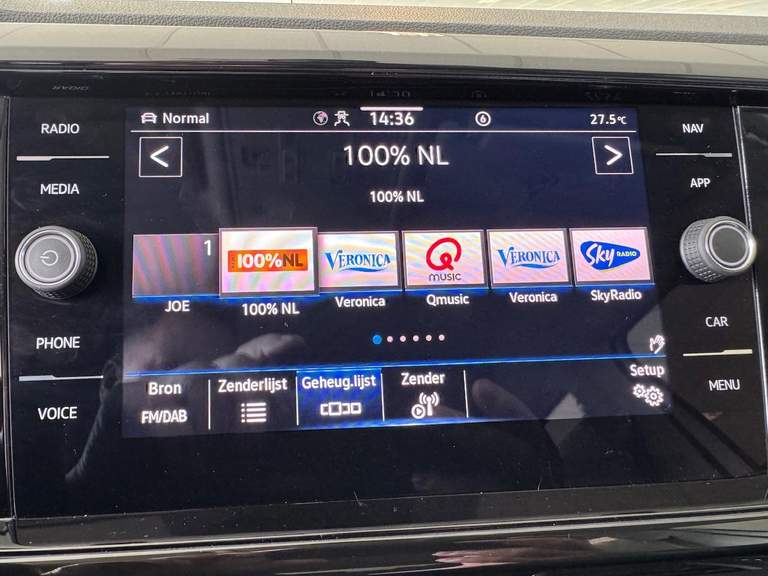 RADIO
MEDIA
PHONE
VOICE
Normal
14:36
6
27.5°C
100% NL
100% NL
1
100%NL
VERONICA
Q MUSIC
VERONICA
Sky RADIO
JOE
100% NL
Veronica
Qmusic
Veronica
SkyRadio
Bron
FM/DAB
Zenderlijst
Geheug.lijst
Zender
Setup
NAV
APP
CAR
MENU